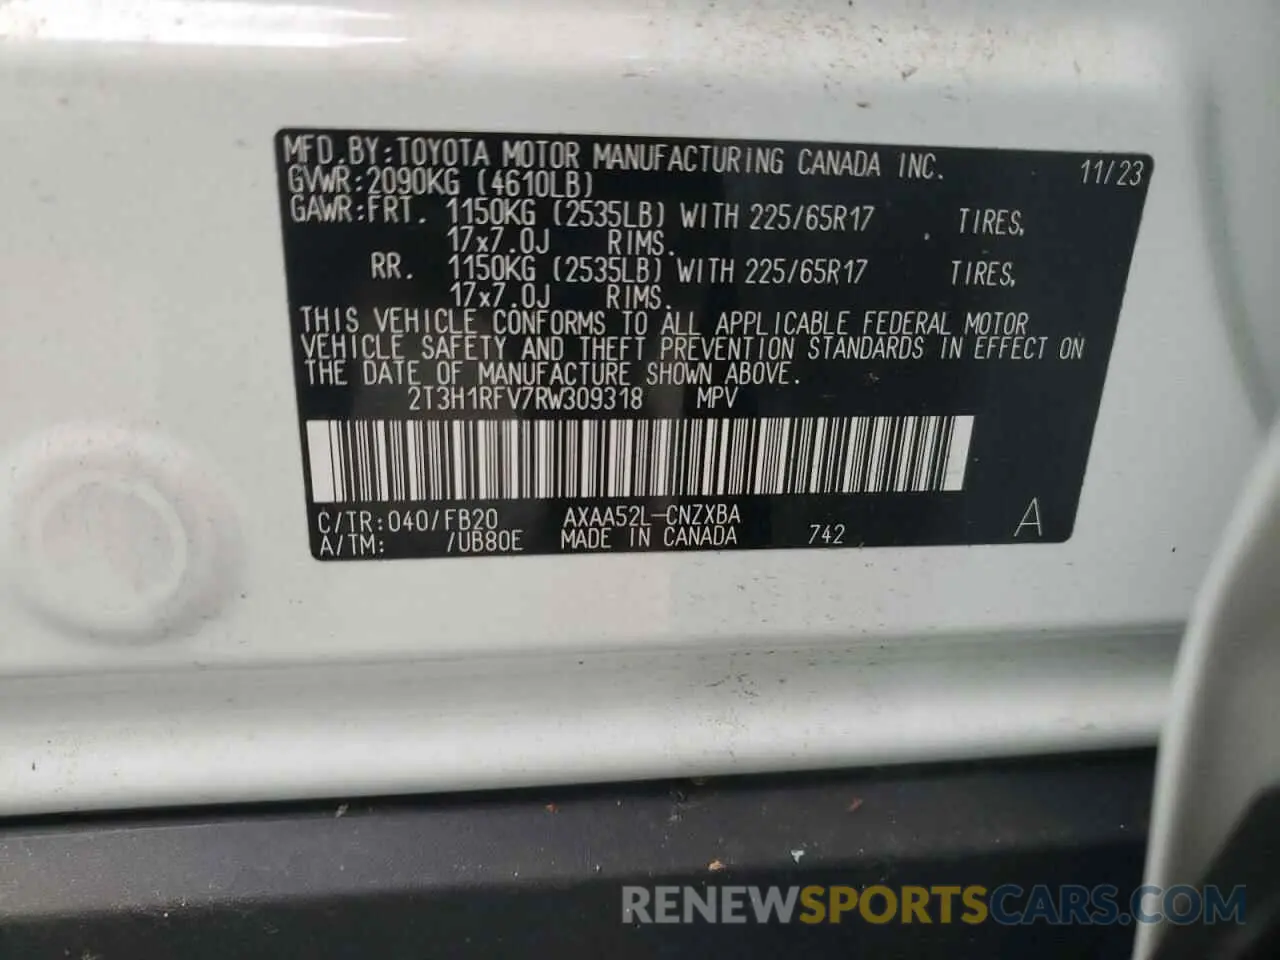 MFD.BY:TOYOTA MOTOR MANUFACTURING CANADA INC. 11/23
GVWR:2090KG (4610LB)
GAWR:FRT. 1150KG (2535LB) WITH 225/65R17 TIRES,
17x7.0J RIMS.
RR. 1150KG (2535LB) WITH 225/65R17 TIRES,
17x7.0J RIMS.
THIS VEHICLE CONFORMS TO ALL APPLICABLE FEDERAL MOTOR
VEHICLE SAFETY AND THEFT PREVENTION STANDARDS IN EFFECT ON
THE DATE OF MANUFACTURE SHOWN ABOVE.
2T3H1RFV7RW309318 MPV
C/TR:040/FB20 AXAA52L-CNZXBA
A/TM: /UB80E MADE IN CANADA 742 A
RENEWSPORTSCARS.COM